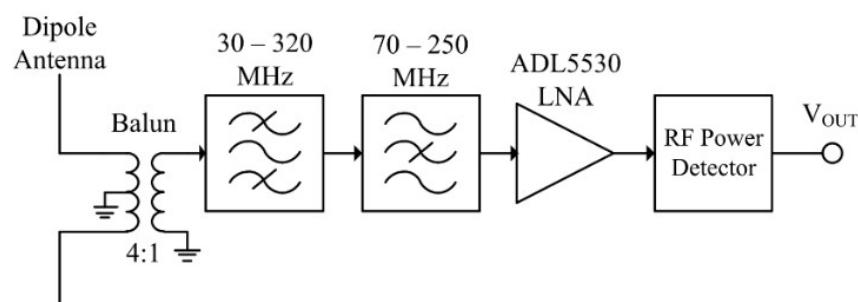 Dipole
Antenna
Balun
4:1
30 – 320
MHz
70 – 250
MHz
ADL5530
LNA
RF Power
Detector
VOUT